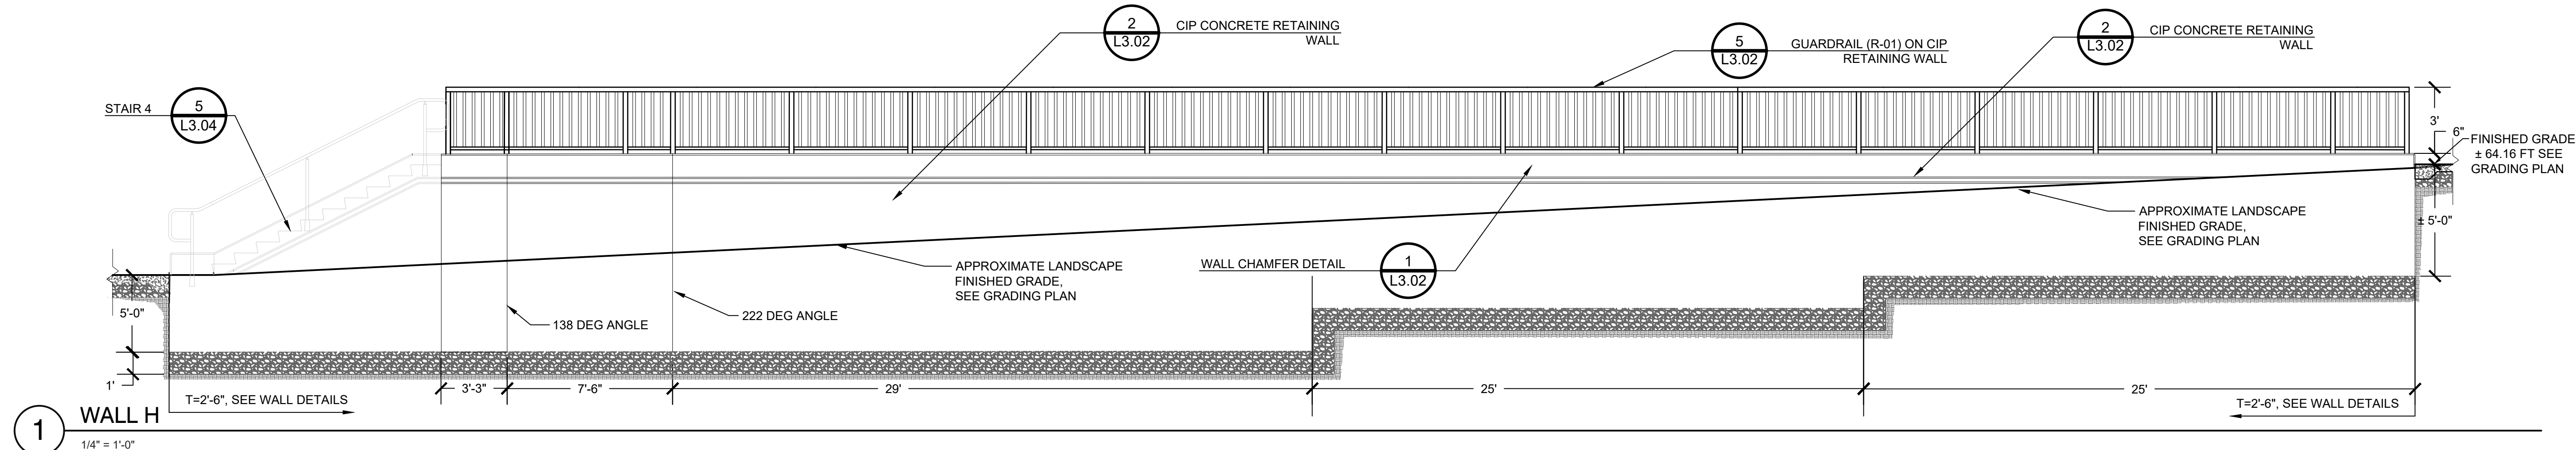 2
L3.02
CIP CONCRETE RETAINING
WALL
5
L3.02
GUARDRAIL (R-01) ON CIP
RETAINING WALL
2
L3.02
CIP CONCRETE RETAINING
WALL
STAIR 4
5
L3.04
3'
6"
FINISHED GRADE
± 64.16 FT SEE
GRADING PLAN
± 5'-0"
APPROXIMATE LANDSCAPE
FINISHED GRADE,
SEE GRADING PLAN
APPROXIMATE LANDSCAPE
FINISHED GRADE,
SEE GRADING PLAN
WALL CHAMFER DETAIL
1
L3.02
5'-0"
138 DEG ANGLE
222 DEG ANGLE
1'
3'-3"
7'-6"
29'
25'
25'
T=2'-6", SEE WALL DETAILS
T=2'-6", SEE WALL DETAILS
1
WALL H
1/4" = 1'-0"